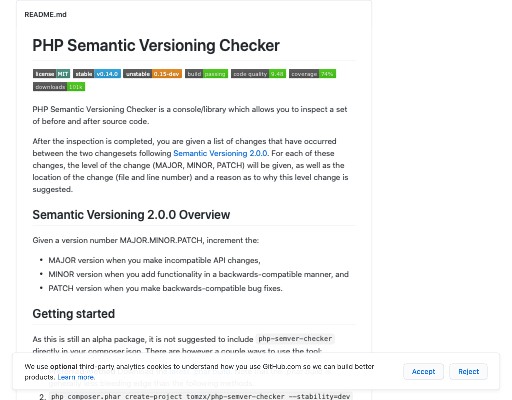 README.md
PHP Semantic Versioning Checker
license MIT stable v0.14.0 unstable 0.15-dev build passing code quality 9.48 coverage 74%
downloads 101k
PHP Semantic Versioning Checker is a console/library which allows you to inspect a set
of before and after source code.
After the inspection is completed, you are given a list of changes that have occurred
between the two changesets following Semantic Versioning 2.0.0. For each of these
changes, the level of the change (MAJOR, MINOR, PATCH) will be given, as well as the
location of the change (file and line number) and a reason as to why this level change is
suggested.
Semantic Versioning 2.0.0 Overview
Given a version number MAJOR.MINOR.PATCH, increment the:
• MAJOR version when you make incompatible API changes,
• MINOR version when you add functionality in a backwards-compatible manner, and
• PATCH version when you make backwards-compatible bug fixes.
Getting started
As this is still an alpha package, it is not suggested to include php-semver-checker
directly in your composer.json. There are however a couple ways to use the tool:
We use optional third-party analytics cookies to understand how you use GitHub.com so we can build better
products. Learn more.
Accept
Reject
2. php composer.phar create-project tomzx/php-semver-checker --stability=dev